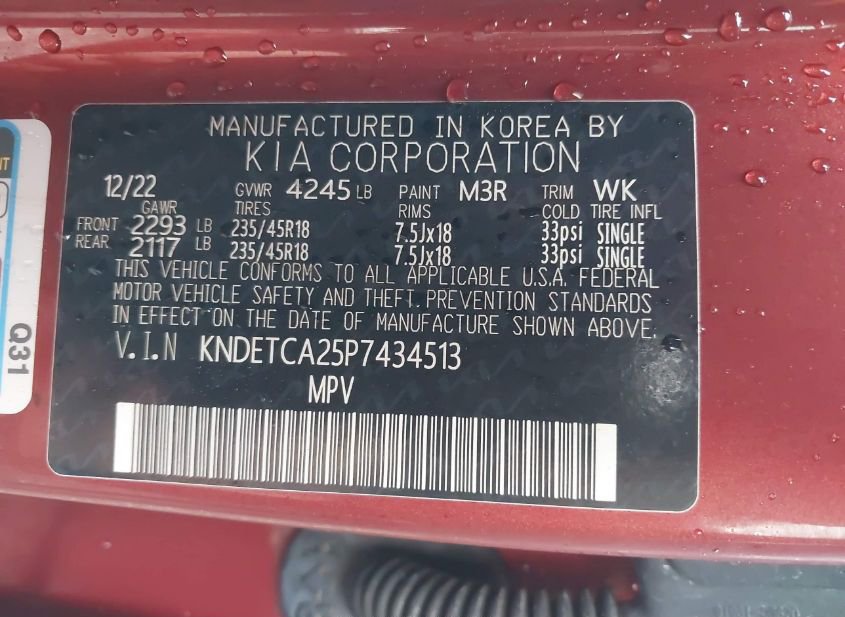 MANUFACTURED IN KOREA BY
KIA CORPORATION
12/22 GVWR 4245 LB PAINT M3R TRIM WK
GAWR TIRES RIMS COLD TIRE INFL
FRONT 2293 LB 235/45R18 7.5Jx18 33psi SINGLE
REAR 2117 LB 235/45R18 7.5Jx18 33psi SINGLE
THIS VEHICLE CONFORMS TO ALL APPLICABLE U.S.A. FEDERAL
MOTOR VEHICLE SAFETY AND THEFT PREVENTION STANDARDS
IN EFFECT ON THE DATE OF MANUFACTURE SHOWN ABOVE.
V.I.N KNDETCA25P7434513
MPV
Q31